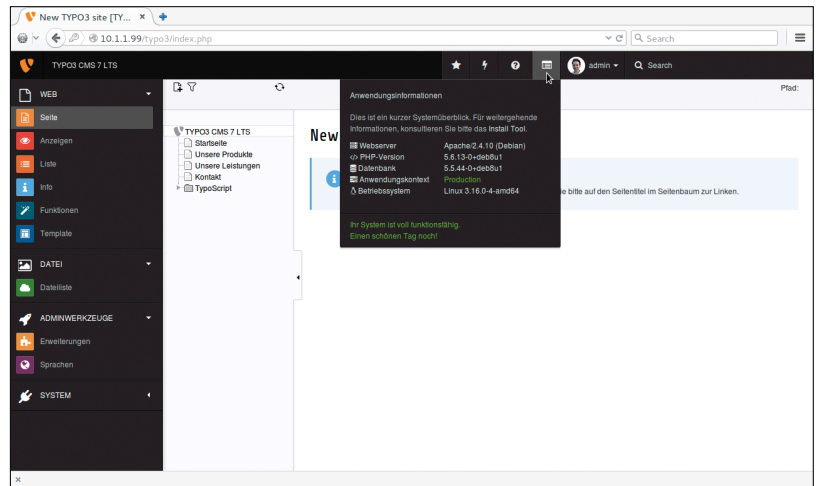 New TYPO3 site [TY...
10.1.1.99/typo3/index.php
Search
TYPO3 CMS 7 LTS
admin
Search
WEB
Seite
Anzeigen
Liste
Info
Funktionen
Template
DATEI
Dateiliste
ADMINWERKZEUGE
Erweiterungen
Sprachen
SYSTEM
TYPO3 CMS 7 LTS
Startseite
Unsere Produkte
Unsere Leistungen
Kontakt
TypoScript
Pfad:
New
ie bitte auf den Seitentitel im Seitenbaum zur Linken.
Anwendungsinformationen
Dies ist ein kurzer Systemüberblick. Für weitergehende
Informationen, konsultieren Sie bitte das Install Tool.
Webserver Apache/2.4.10 (Debian)
PHP-Version 5.6.13-0+deb8u1
Datenbank 5.5.44-0+deb8u1
Anwendungskontext Production
Betriebssystem Linux 3.16.0-4-amd64
Ihr System ist voll funktionsfähig.
Einen schönen Tag noch!